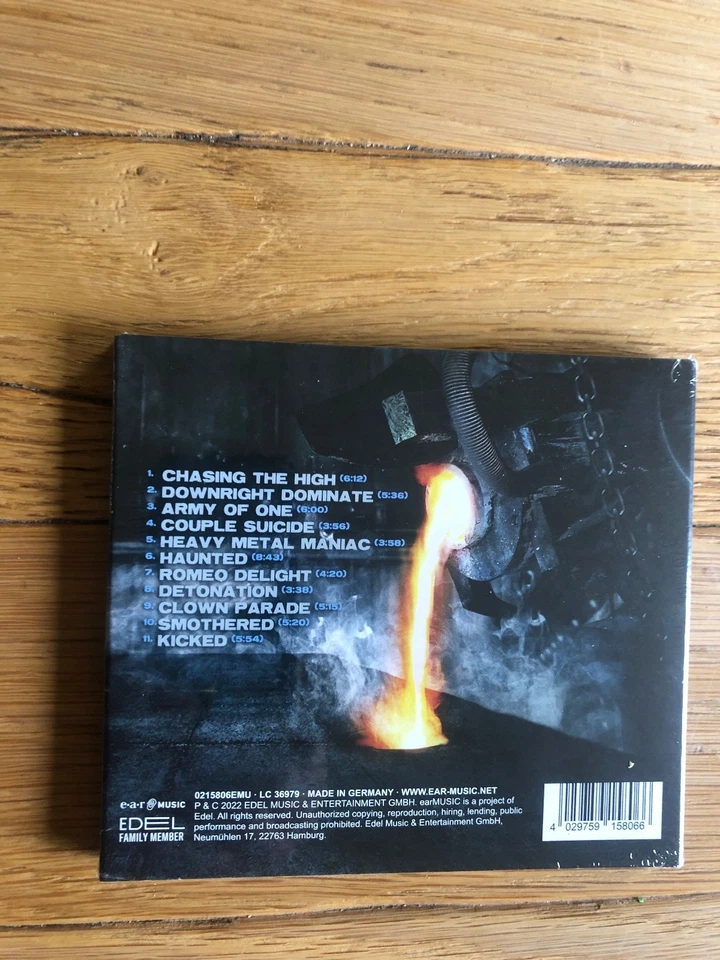 1. CHASING THE HIGH (6:12)
2. DOWNRIGHT DOMINATE (5:36)
3. ARMY OF ONE (6:00)
4. COUPLE SUICIDE (3:56)
5. HEAVY METAL MANIAC (3:58)
6. HAUNTED (8:43)
7. ROMEO DELIGHT (4:20)
8. DETONATION (3:38)
9. CLOWN PARADE (5:15)
10. SMOTHERED (5:20)
11. KICKED (5:54)
e·a·r MUSIC
EDEL
FAMILY MEMBER
0215806EMU · LC 36979 · MADE IN GERMANY · WWW.EAR-MUSIC.NET
P & C 2022 EDEL MUSIC & ENTERTAINMENT GMBH. earMUSIC is a project of
Edel. All rights reserved. Unauthorized copying, reproduction, hiring, lending, public
performance and broadcasting prohibited. Edel Music & Entertainment GmbH,
Neumühlen 17, 22763 Hamburg.
4 029759 158066